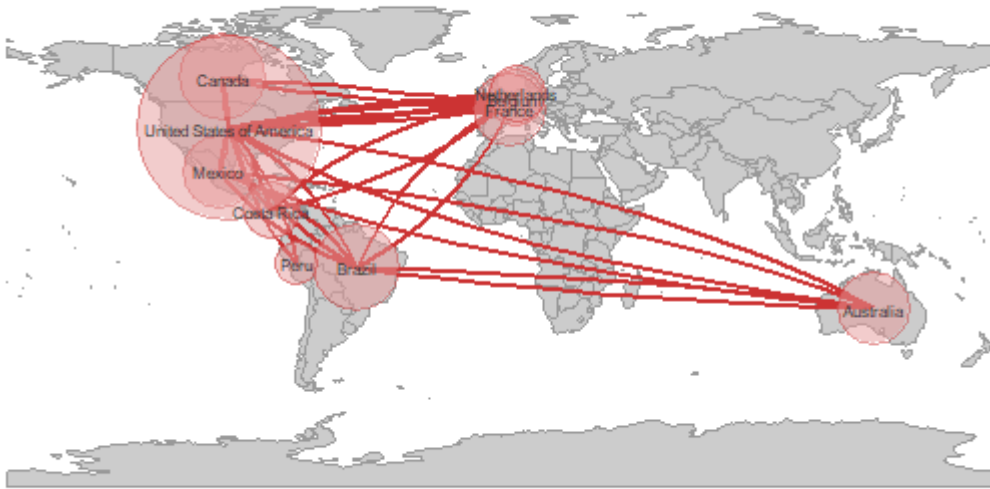 Canada
Netherlands
Belgium
France
United States of America
Mexico
Costa Rica
Peru
Brazil
Australia